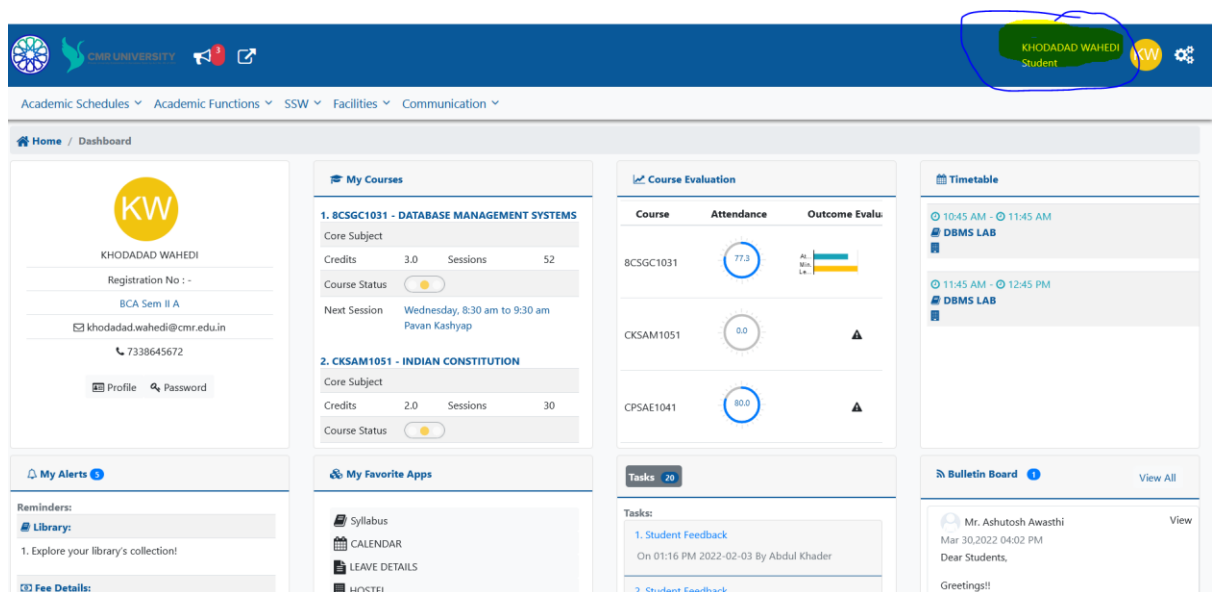 CMR UNIVERSITY
3
KHODADAD WAHEDI
Student
KW
Academic Schedules Academic Functions SSW Facilities Communication
Home / Dashboard
KW
KHODADAD WAHEDI
Registration No : -
BCA Sem II A
khodadad.wahedi@cmr.edu.in
7338645672
Profile Password
My Courses
1. 8CSGC1031 - DATABASE MANAGEMENT SYSTEMS
Core Subject
Credits 3.0 Sessions 52
Course Status
Next Session Wednesday, 8:30 am to 9:30 am
Pavan Kashyap
2. CKSAM1051 - INDIAN CONSTITUTION
Core Subject
Credits 2.0 Sessions 30
Course Status
Course Evaluation
Course Attendance Outcome Evalu
8CSGC1031 77.3
At..
Min.
Le...
CKSAM1051 0.0
CPSAE1041 80.0
Timetable
10:45 AM - 11:45 AM
DBMS LAB
11:45 AM - 12:45 PM
DBMS LAB
My Alerts 5
Reminders:
Library:
1. Explore your library's collection!
Fee Details:
My Favorite Apps
Syllabus
CALENDAR
LEAVE DETAILS
HOSTEL
Tasks 20
Tasks:
1. Student Feedback
On 01:16 PM 2022-02-03 By Abdul Khader
2. Student Feedback
Bulletin Board 1 View All
Mr. Ashutosh Awasthi View
Mar 30,2022 04:02 PM
Dear Students,
Greetings!!